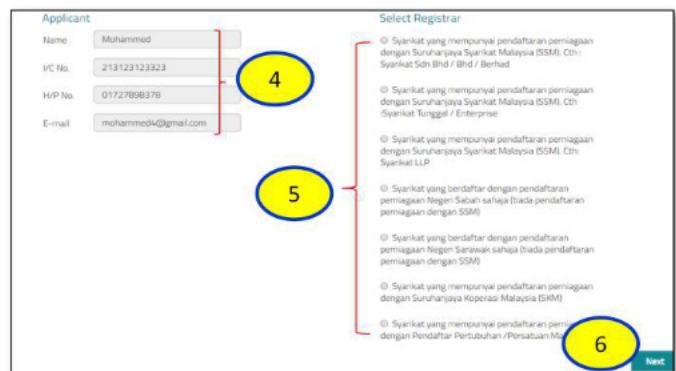 Applicant
Name Mohammed
I/C No. 213123123323
H/P No. 01727898378
E-mail mohammed4@gmail.com
4
Select Registrar
Syarikat yang mempunyai pendaftaran perniagaan
dengan Suruhanjaya Syarikat Malaysia (SSM). Cth :
Syarikat Sdn Bhd / Bhd / Berhad
Syarikat yang mempunyai pendaftaran perniagaan
dengan Suruhanjaya Syarikat Malaysia (SSM). Cth
:Syarikat Tunggal / Enterprise
Syarikat yang mempunyai pendaftaran perniagaan
dengan Suruhanjaya Syarikat Malaysia (SSM). Cth:
Syarikat LLP
5
Syarikat yang berdaftar dengan pendaftaran
perniagaan Negeri Sabah sahaja (tiada pendaftaran
perniagaan dengan SSM)
Syarikat yang berdaftar dengan pendaftaran
perniagaan Negeri Sarawak sahaja (tiada pendaftaran
perniagaan dengan SSM)
Syarikat yang mempunyai pendaftaran perniagaan
dengan Suruhanjaya Koperasi Malaysia (SKM)
Syarikat yang mempunyai pendaftaran
dengan Pendaftar Pertubuhan /Persatuan
6
Next